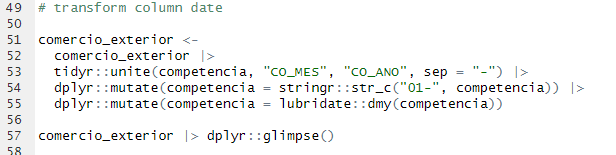 49 # transform column date
50
51 comercio_exterior <-
52   comercio_exterior |>
53   tidyr::unite(competencia, "CO_MES", "CO_ANO", sep = "-") |>
54   dplyr::mutate(competencia = stringr::str_c("01-", competencia)) |>
55   dplyr::mutate(competencia = lubridate::dmy(competencia))
56
57 comercio_exterior |> dplyr::glimpse()
58